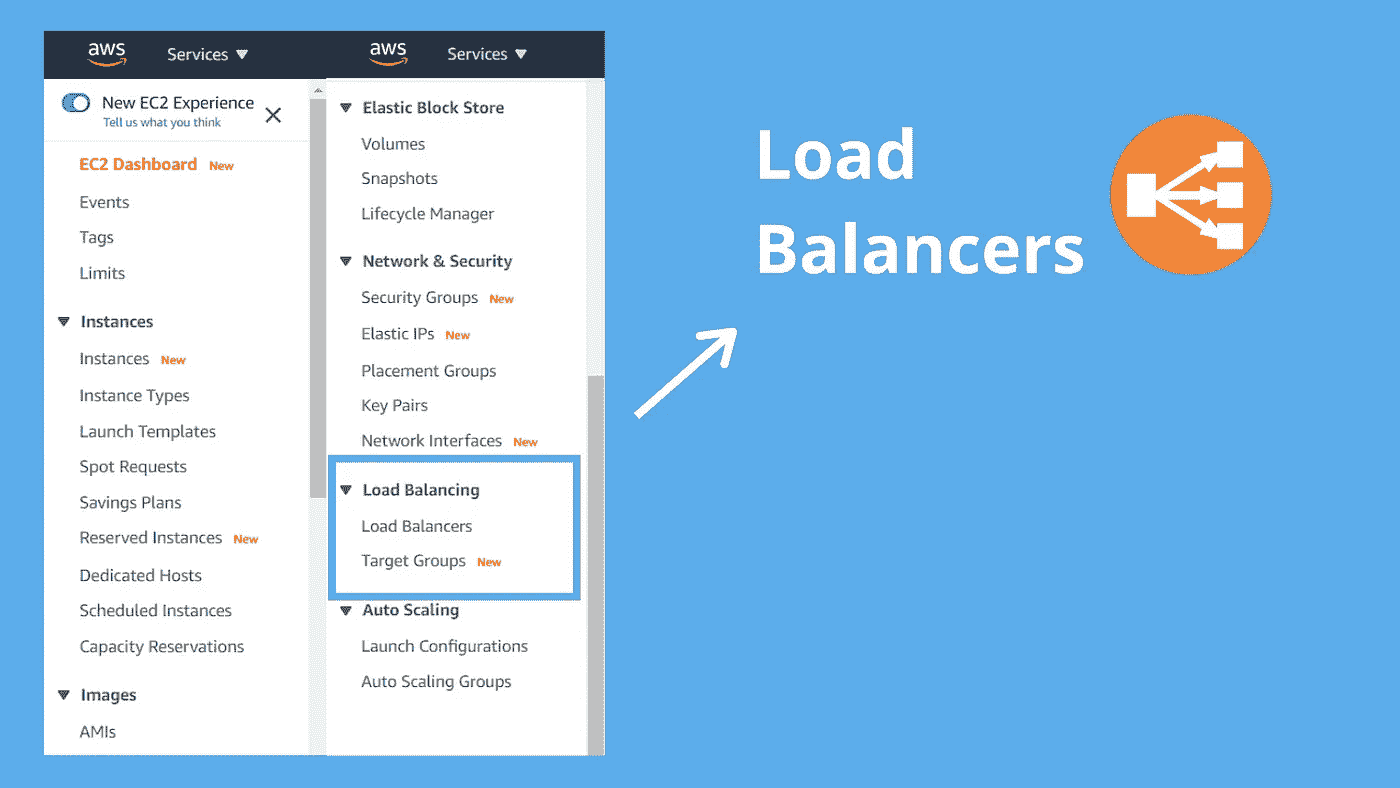 aws Services
New EC2 Experience
Tell us what you think
EC2 Dashboard New
Events
Tags
Limits
Instances
Instances New
Instance Types
Launch Templates
Spot Requests
Savings Plans
Reserved Instances New
Dedicated Hosts
Scheduled Instances
Capacity Reservations
Images
AMIs
aws Services
Elastic Block Store
Volumes
Snapshots
Lifecycle Manager
Network & Security
Security Groups New
Elastic IPs New
Placement Groups
Key Pairs
Network Interfaces New
Load Balancing
Load Balancers
Target Groups New
Auto Scaling
Launch Configurations
Auto Scaling Groups
Load
Balancers